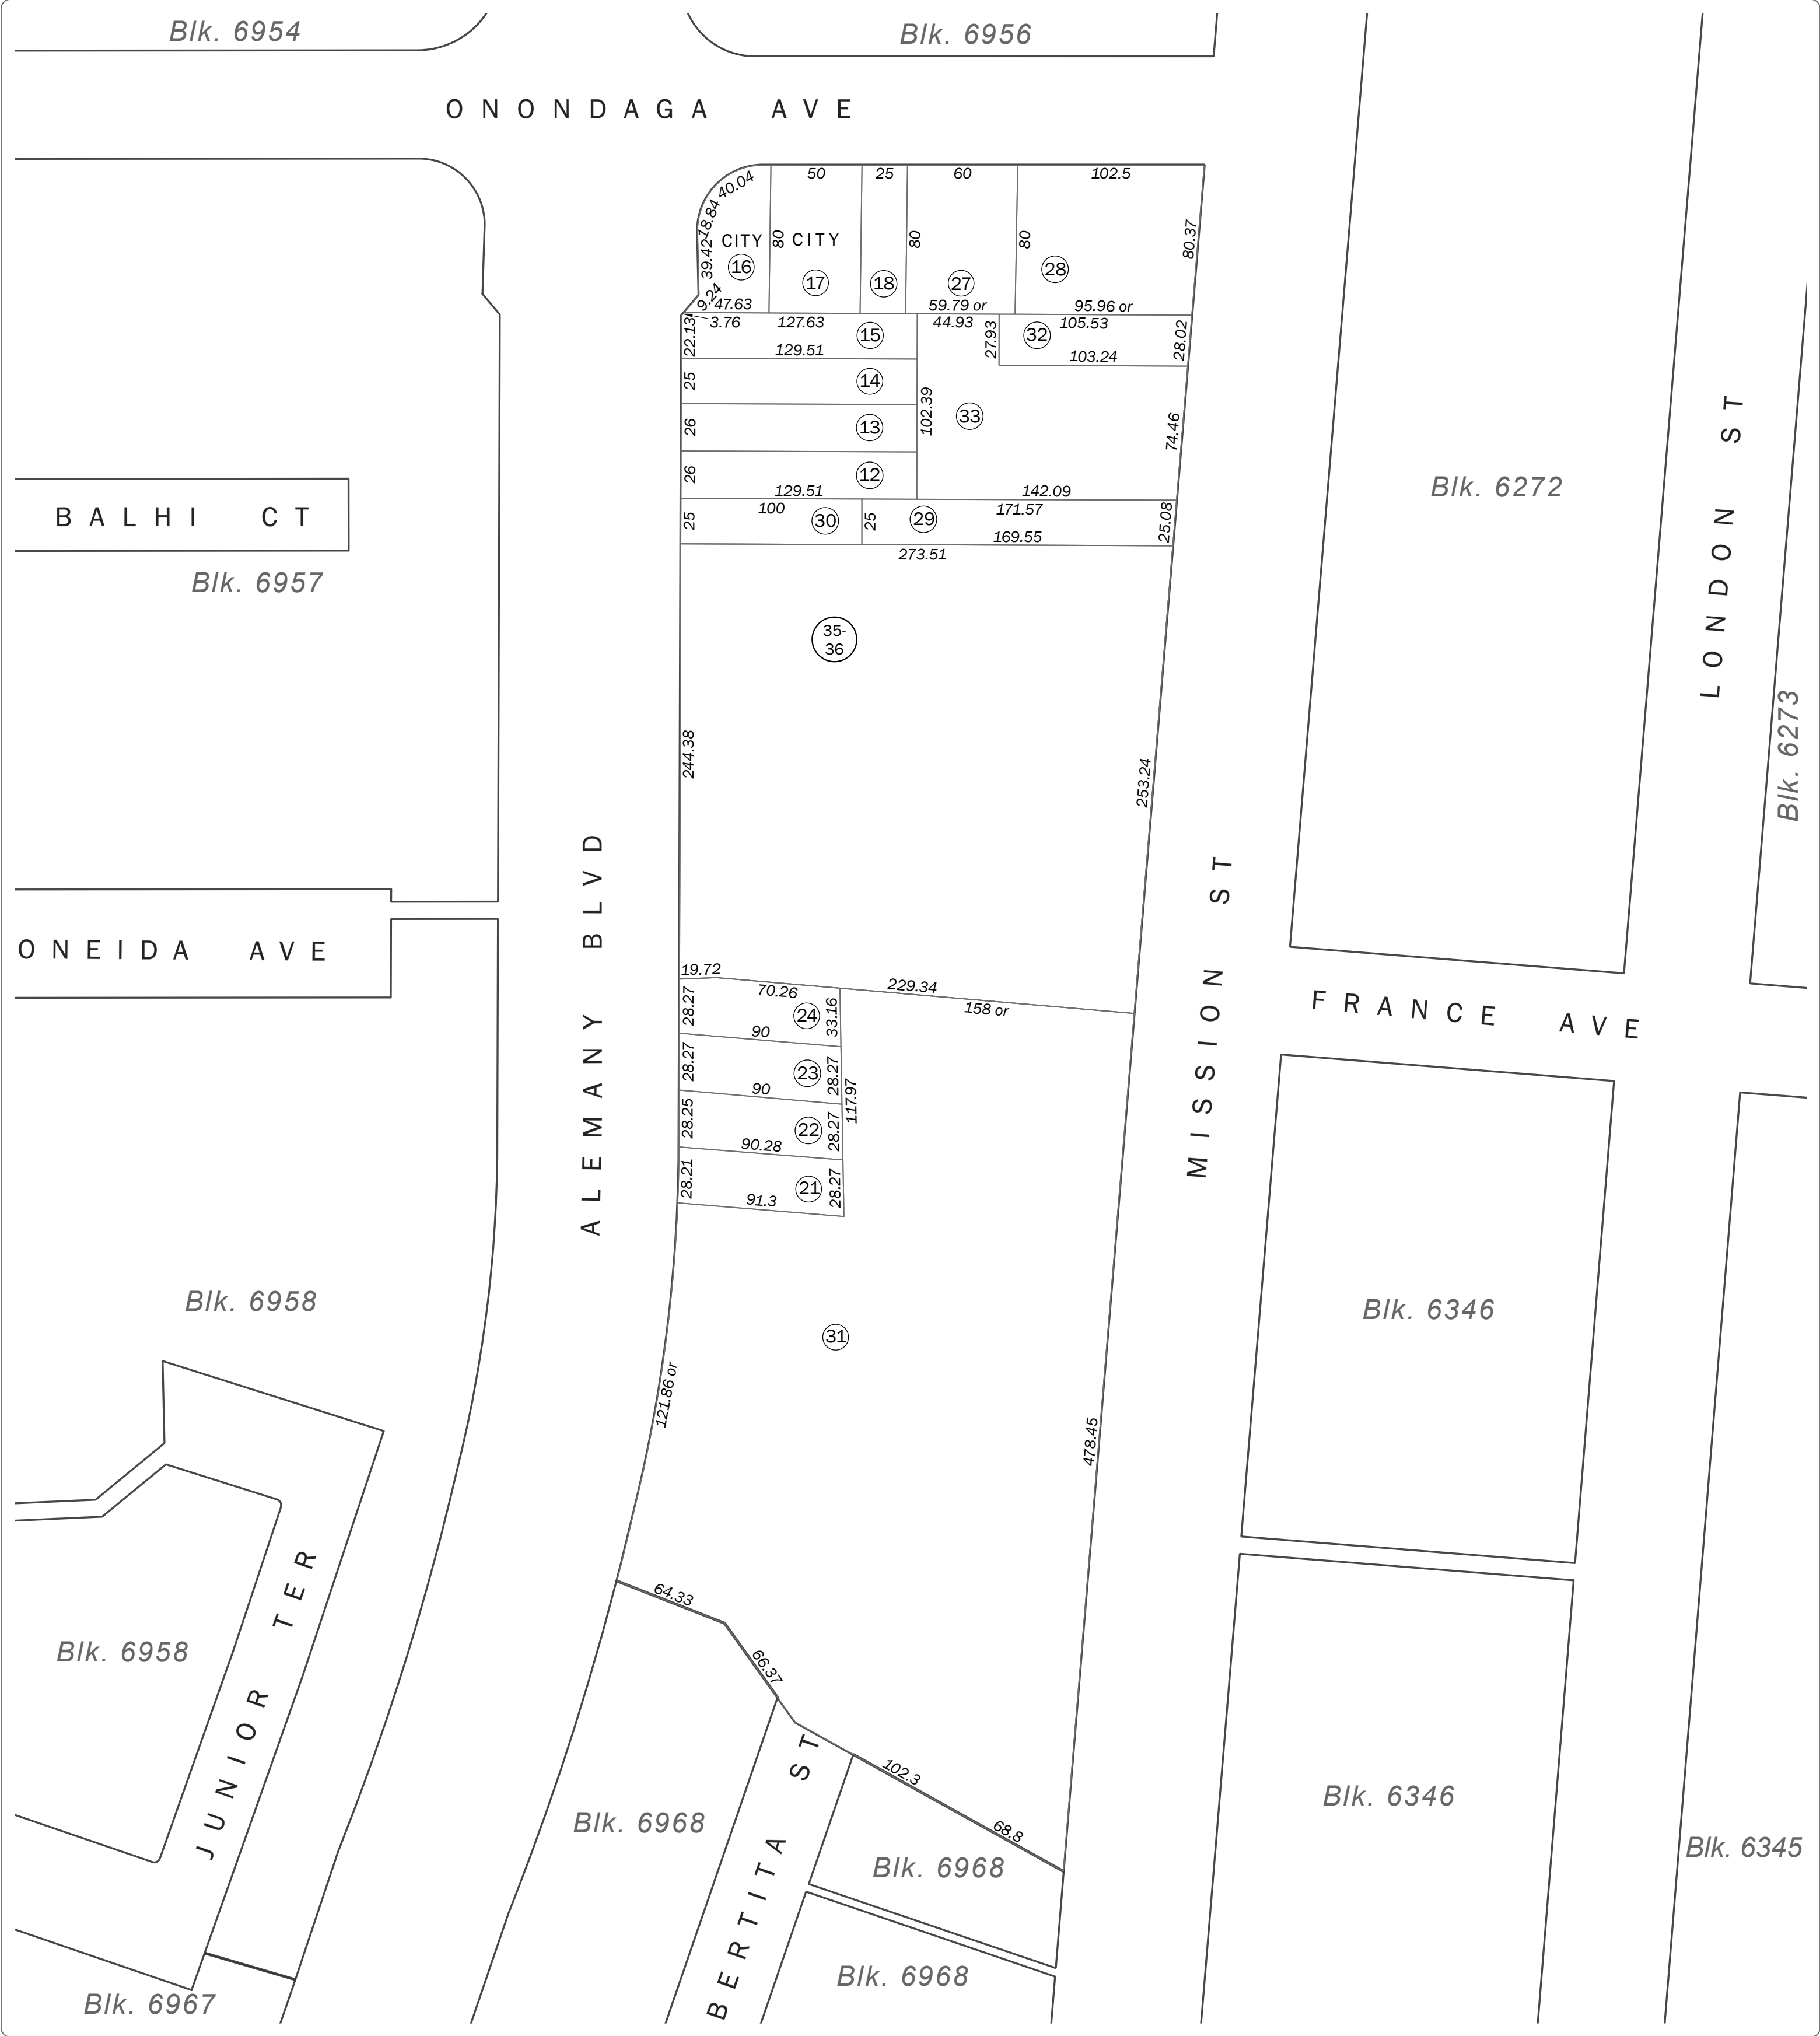 Blk. 6954
Blk. 6956
ONONDAGA AVE
40.04
50
25
60
102.5
18.84
39.42
CITY
80
CITY
80
80
80.37
16
17
18
27
28
9.24
47.63
59.79 or
95.96 or
3.76
127.63
44.93
105.53
22.13
15
27.93
32
28.02
129.51
103.24
25
14
102.39
33
74.46
26
13
26
12
129.51
142.09
25
100
30
25
29
171.57
25.08
169.55
273.51
BALHI CT
Blk. 6957
Blk. 6272
LONDON ST
Blk. 6273
35-
36
244.38
253.24
ALEMANY BLVD
MISSION ST
ONEIDA AVE
FRANCE AVE
19.72
70.26
229.34
158 or
28.27
24
33.16
90
28.27
23
28.27
117.97
90
28.25
22
28.27
90.28
28.21
21
28.27
91.3
Blk. 6958
Blk. 6346
31
121.86 or
478.45
64.33
66.37
JUNIOR TER
Blk. 6958
BERTITA ST
102.3
68.8
Blk. 6346
Blk. 6968
Blk. 6345
Blk. 6968
Blk. 6968
Blk. 6967